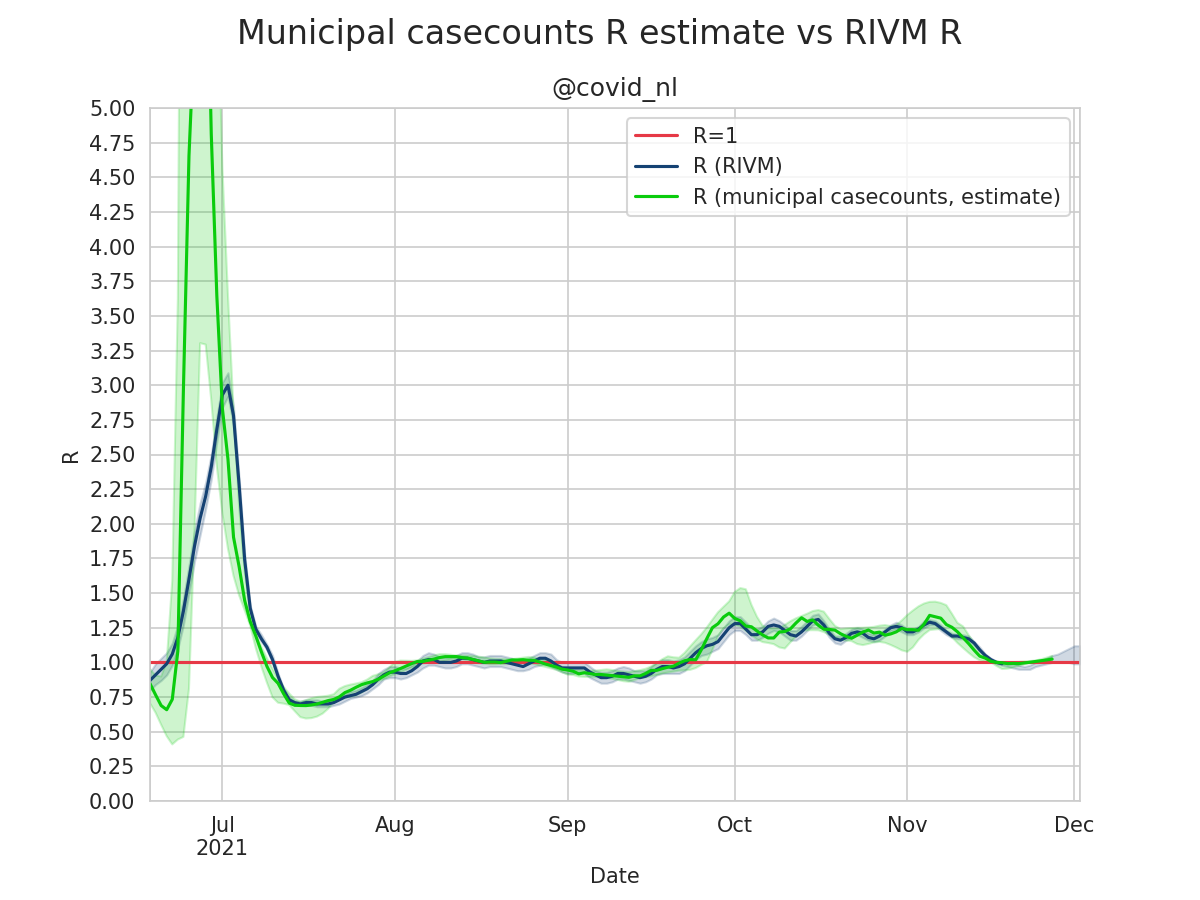 Municipal casecounts R estimate vs RIVM R
@covid_nl
R=1
R (RIVM)
R (municipal casecounts, estimate)
5.00
4.75
4.50
4.25
4.00
3.75
3.50
3.25
3.00
2.75
2.50
2.25
2.00
1.75
1.50
1.25
1.00
0.75
0.50
0.25
0.00
R
Jul
2021
Aug
Sep
Oct
Nov
Dec
Date